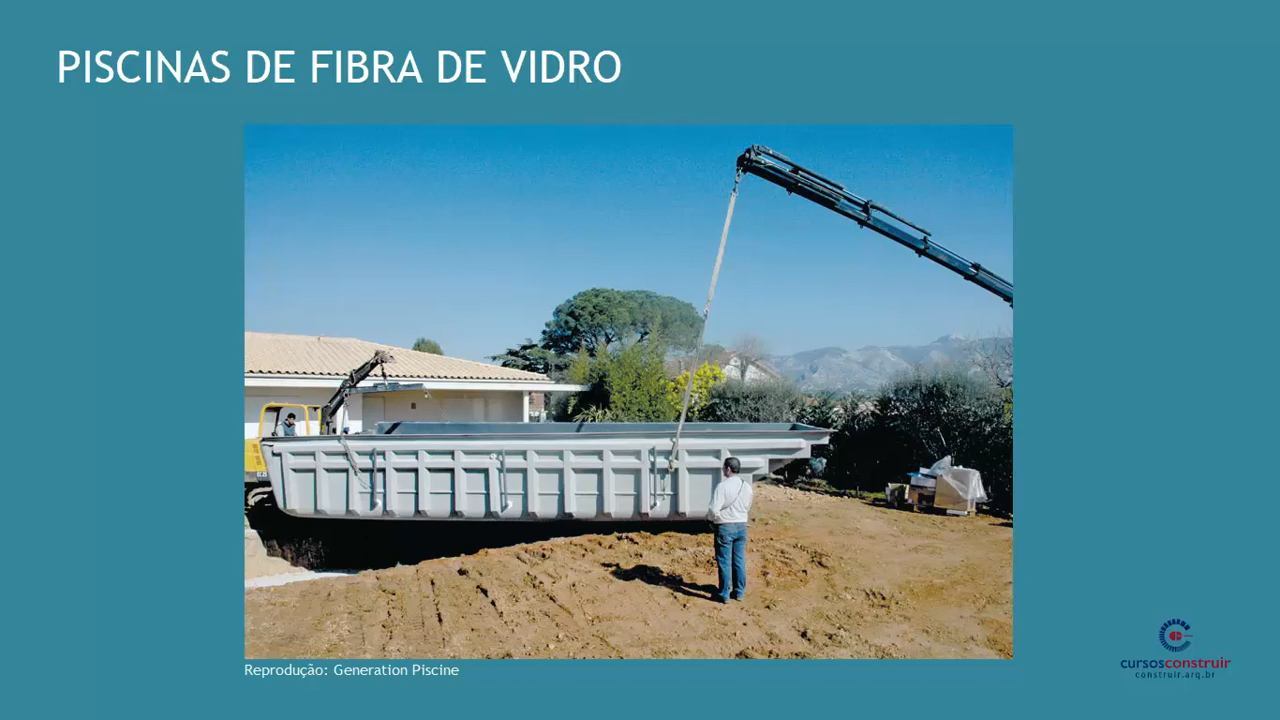 PISCINAS DE FIBRA DE VIDRO
Reprodução: Generation Piscine
cursosconstruir
construir.arq.br